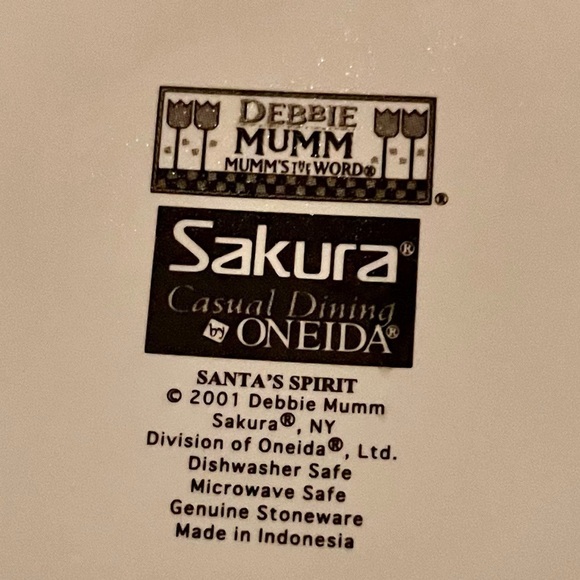 DEBBIE
MUMM
MUMM'S THE WORD®
®
Sakura®
Casual Dining
by ONEIDA®
SANTA'S SPIRIT
© 2001 Debbie Mumm
Sakura®, NY
Division of Oneida®, Ltd.
Dishwasher Safe
Microwave Safe
Genuine Stoneware
Made in Indonesia